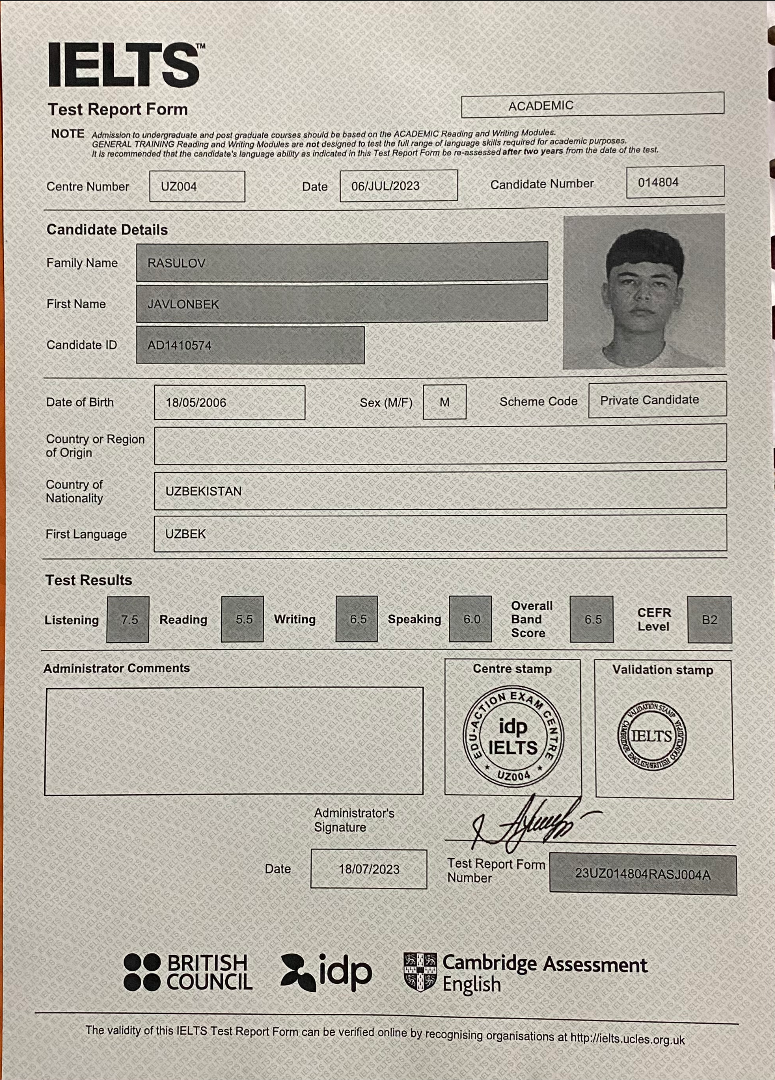 IELTS™
Test Report Form
ACADEMIC
NOTE Admission to undergraduate and post graduate courses should be based on the ACADEMIC Reading and Writing Modules.
GENERAL TRAINING Reading and Writing Modules are not designed to test the full range of language skills required for academic purposes.
It is recommended that the candidate's language ability as indicated in this Test Report Form be re-assessed after two years from the date of the test.
Centre Number UZ004 Date 06/JUL/2023 Candidate Number 014804
Candidate Details
Family Name RASULOV
First Name JAVLONBEK
Candidate ID AD1410574
Date of Birth 18/05/2006 Sex (M/F) M Scheme Code Private Candidate
Country or Region
of Origin
Country of
Nationality UZBEKISTAN
First Language UZBEK
Test Results
Listening 7.5 Reading 5.5 Writing 6.5 Speaking 6.0 Overall Band Score 6.5 CEFR Level B2
Administrator Comments
Centre stamp
EDU-ACTION EXAM CENTRE
idp
IELTS
UZ004
Validation stamp
VALIDATION STAMP
IELTS
Administrator's
Signature
Date 18/07/2023
Test Report Form
Number 23UZ014804RASJ004A
BRITISH
COUNCIL
idp
Cambridge Assessment
English
The validity of this IELTS Test Report Form can be verified online by recognising organisations at http://ielts.ucles.org.uk